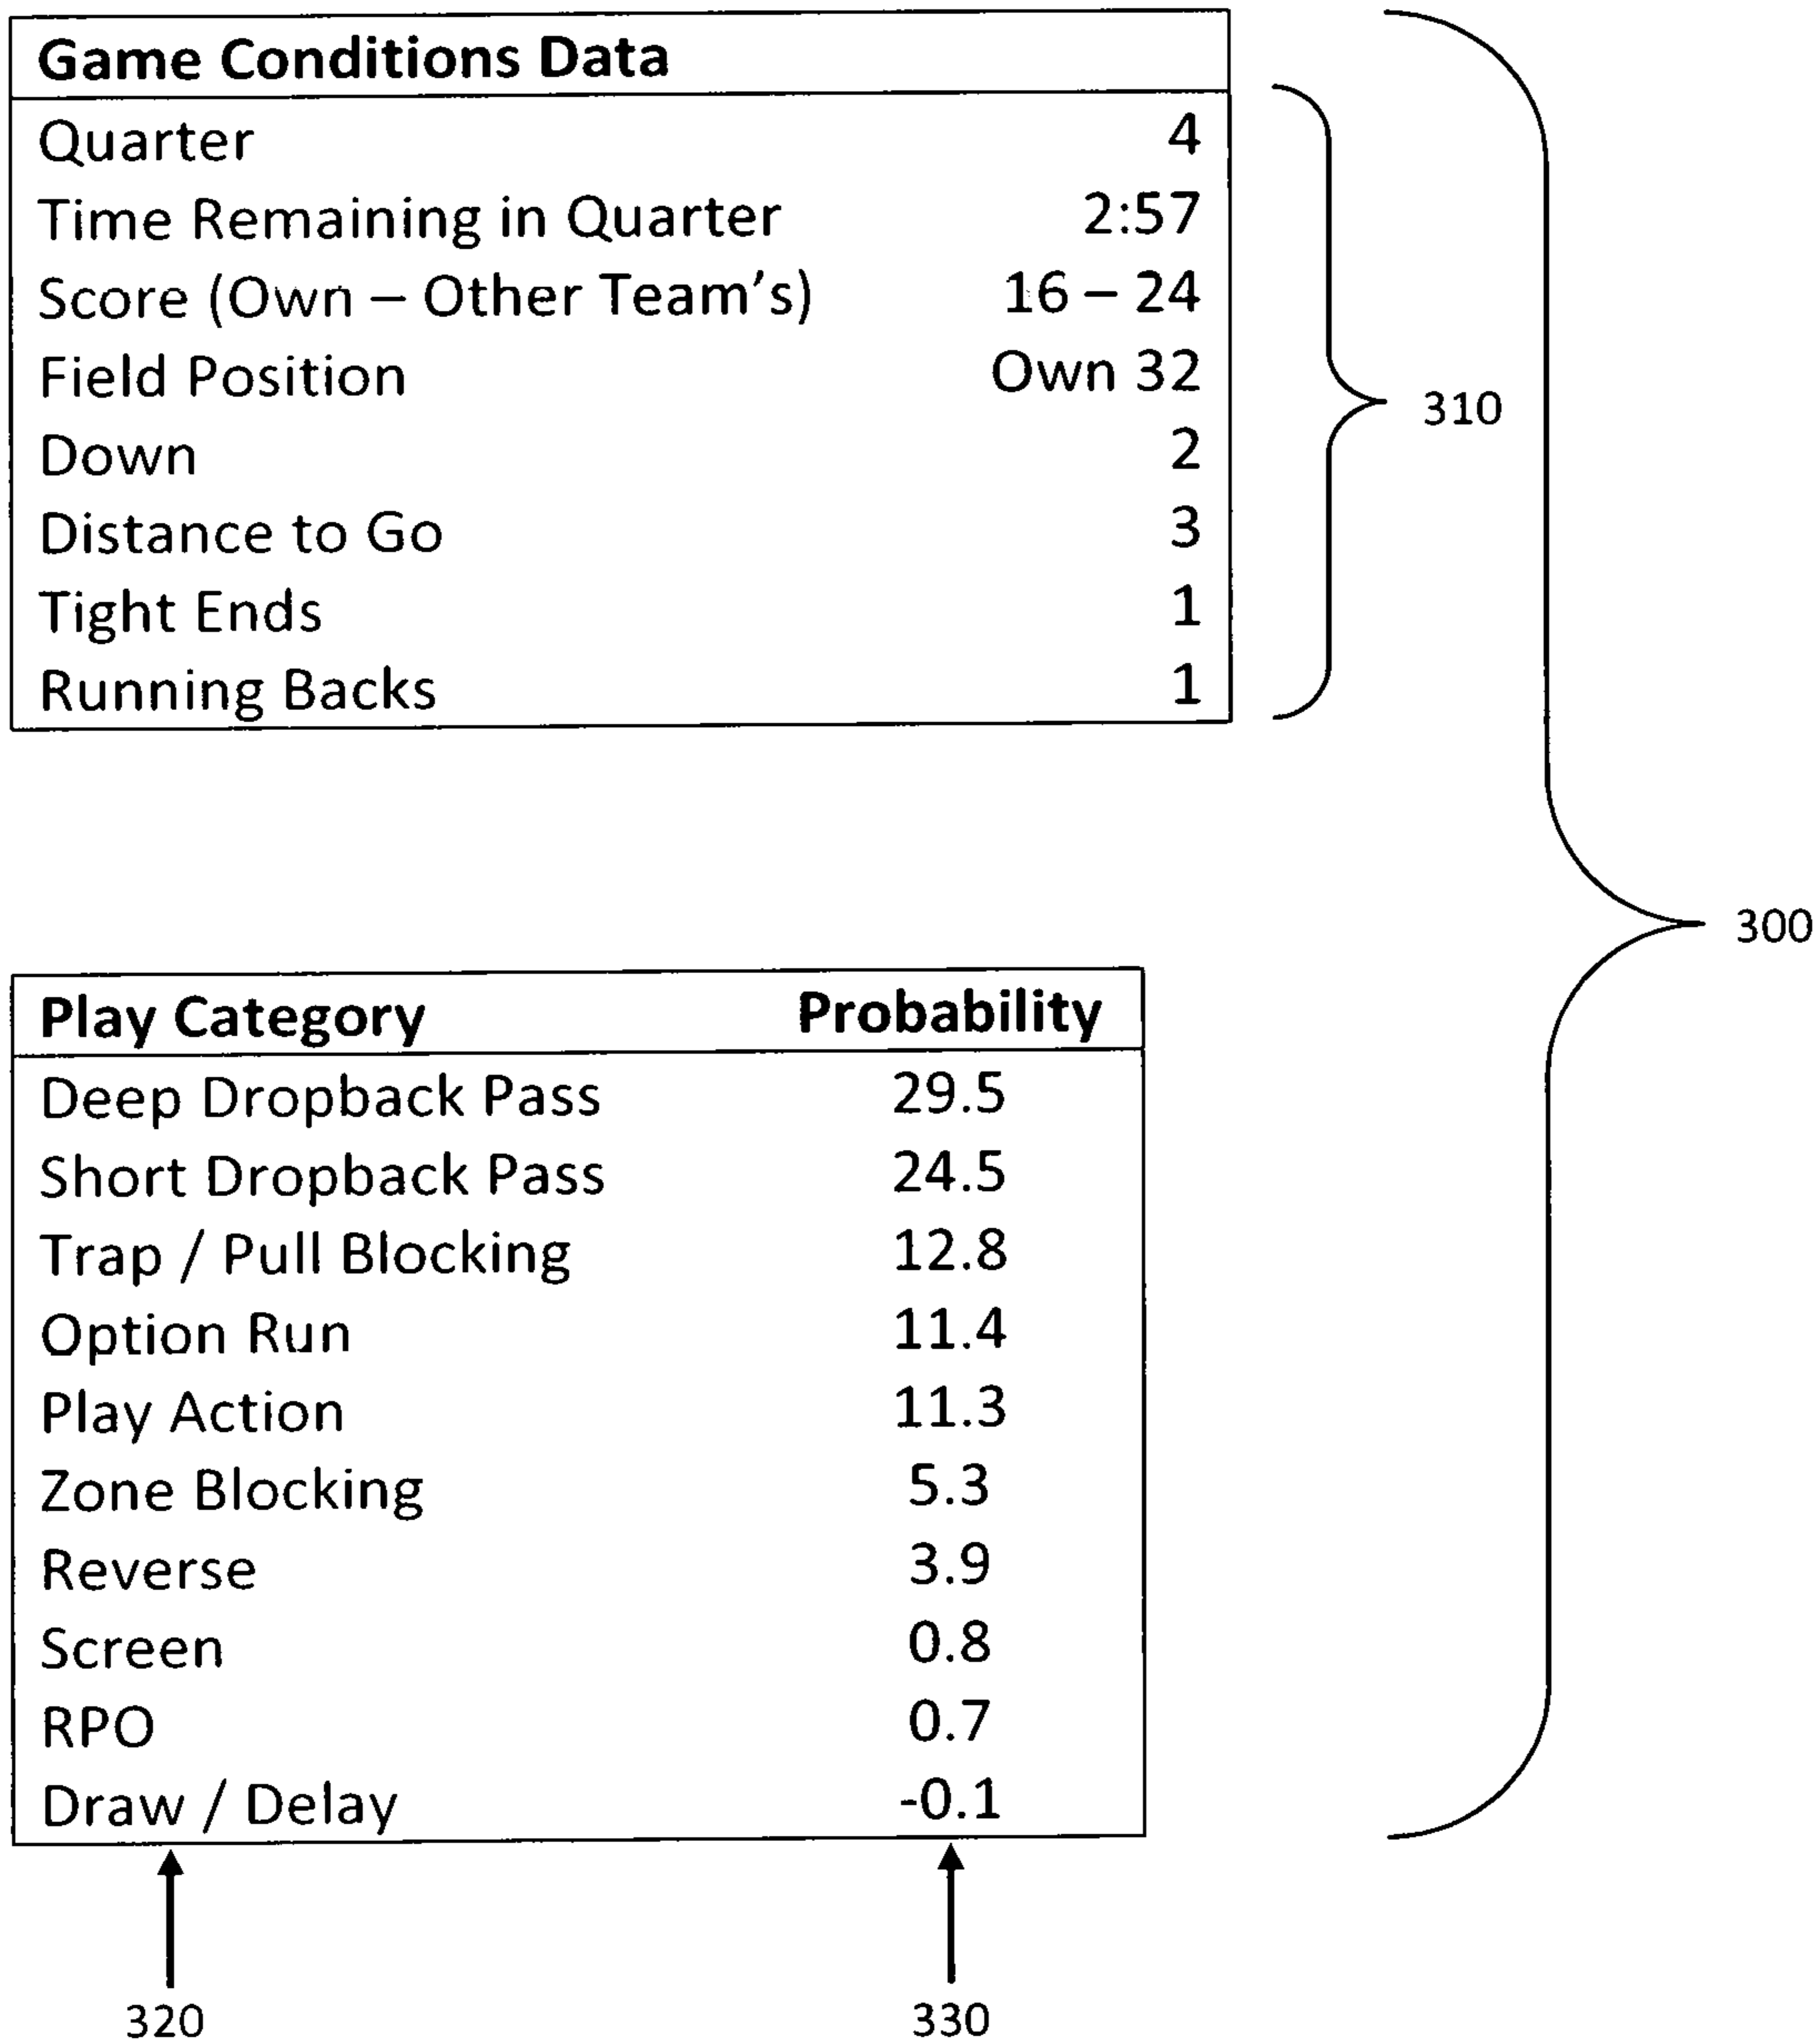 Game Conditions Data
Quarter 4
Time Remaining in Quarter 2:57
Score (Own – Other Team's) 16 – 24
Field Position Own 32
Down 2
Distance to Go 3
Tight Ends 1
Running Backs 1
310
300
Play Category Probability
Deep Dropback Pass 29.5
Short Dropback Pass 24.5
Trap / Pull Blocking 12.8
Option Run 11.4
Play Action 11.3
Zone Blocking 5.3
Reverse 3.9
Screen 0.8
RPO 0.7
Draw / Delay -0.1
320 330